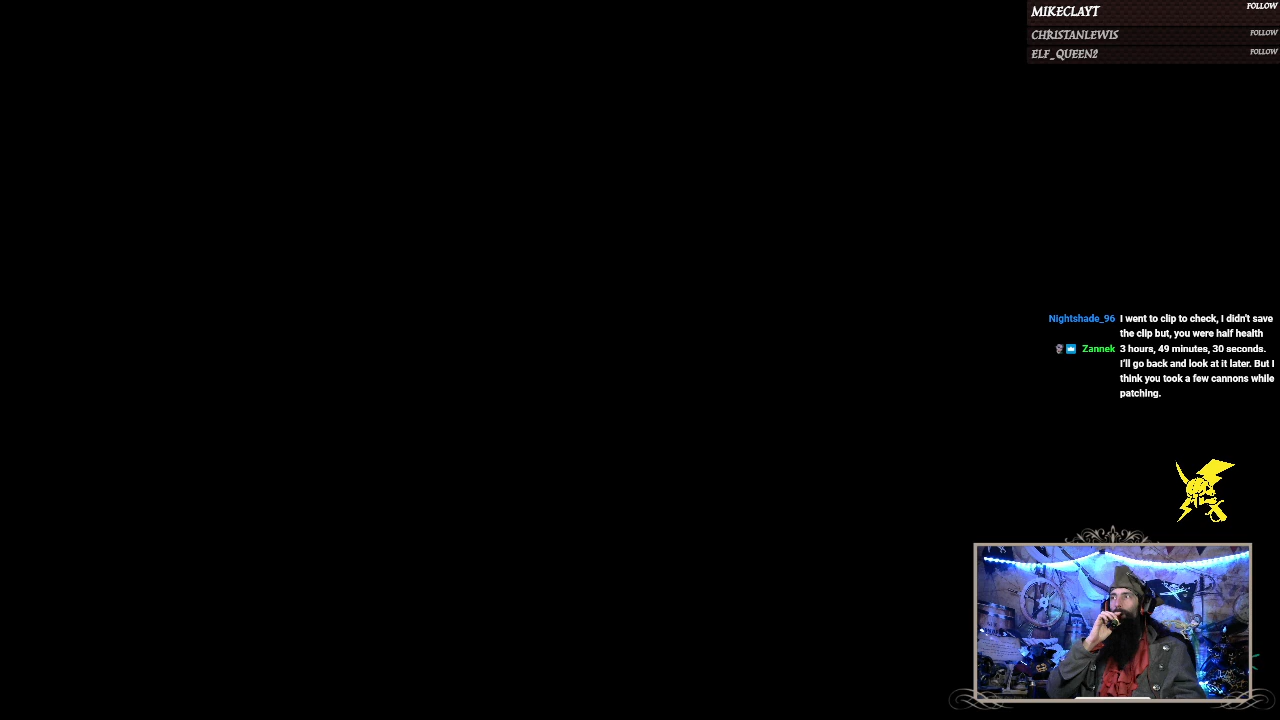 MIKECLAYT FOLLOW
CHRISTANLEWIS FOLLOW
ELF_QUEEN2 FOLLOW
Nightshade_96 I went to clip to check, I didn't save
the clip but, you were half health
Zannek 3 hours, 49 minutes, 30 seconds.
I'll go back and look at it later. But I
think you took a few cannons while
patching.